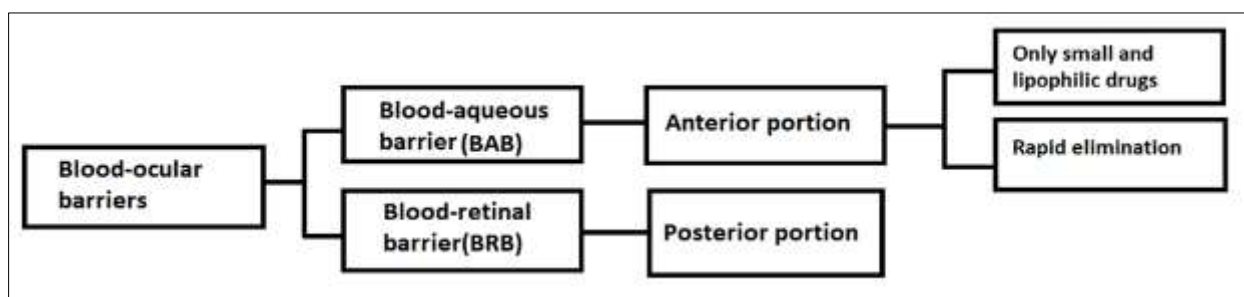 Blood-ocular
barriers
Blood-aqueous
barrier (BAB)
Anterior portion
Only small and
lipophilic drugs
Rapid elimination
Blood-retinal
barrier(BRB)
Posterior portion